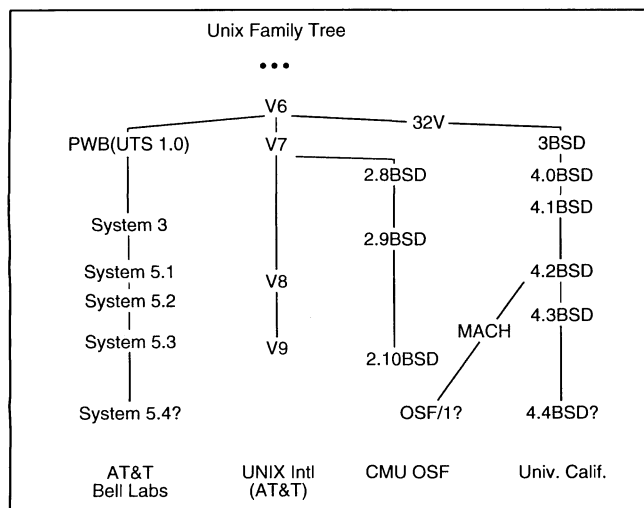 Unix Family Tree
•••
V6
32V
PWB(UTS 1.0)
V7
3BSD
2.8BSD
4.0BSD
4.1BSD
System 3
2.9BSD
System 5.1
V8
4.2BSD
System 5.2
4.3BSD
MACH
System 5.3
V9
2.10BSD
System 5.4?
OSF/1?
4.4BSD?
AT&T
Bell Labs
UNIX Intl
(AT&T)
CMU OSF
Univ. Calif.